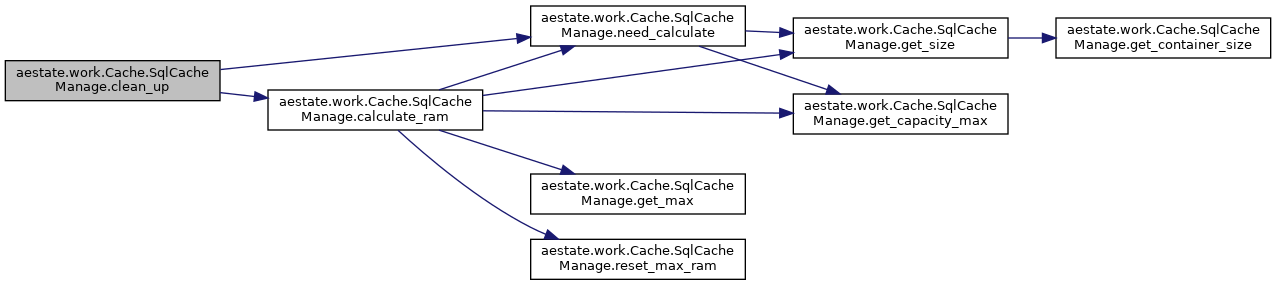 aestate.work.Cache.SqlCache
Manage.clean_up
aestate.work.Cache.SqlCache
Manage.calculate_ram
aestate.work.Cache.SqlCache
Manage.need_calculate
aestate.work.Cache.SqlCache
Manage.get_size
aestate.work.Cache.SqlCache
Manage.get_container_size
aestate.work.Cache.SqlCache
Manage.get_capacity_max
aestate.work.Cache.SqlCache
Manage.get_max
aestate.work.Cache.SqlCache
Manage.reset_max_ram